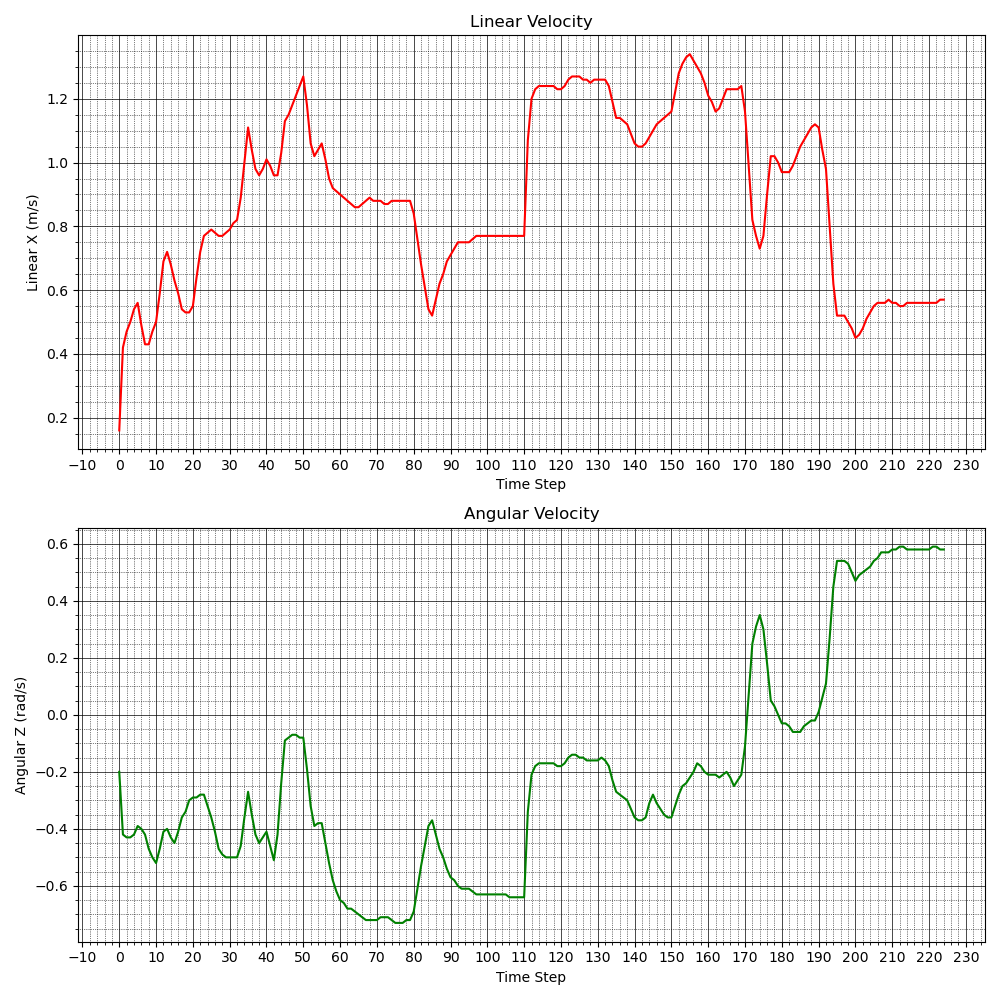 Linear Velocity
1.2
1.0
0.8
0.6
0.4
0.2
Linear X (m/s)
−10 0 10 20 30 40 50 60 70 80 90 100 110 120 130 140 150 160 170 180 190 200 210 220 230
Time Step
Angular Velocity
0.6
0.4
0.2
0.0
−0.2
−0.4
−0.6
Angular Z (rad/s)
−10 0 10 20 30 40 50 60 70 80 90 100 110 120 130 140 150 160 170 180 190 200 210 220 230
Time Step